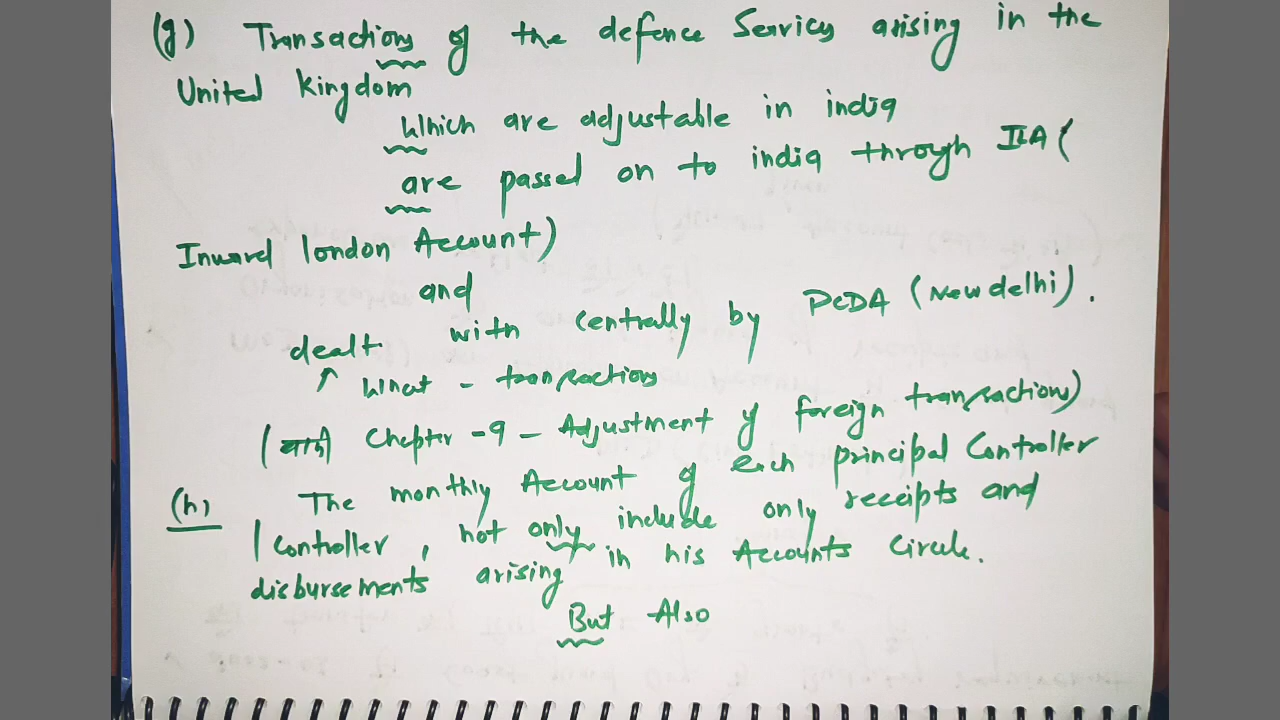 (g) Transactions of the defence Services arising in the
United Kingdom
Which are adjustable in india
are passed on to india through ILA (
Inward london Account)
and
dealt with centrally by PCDA (New delhi).
↑ What - transactions
( बाकी Chapter - 9 - Adjustment of foreign transactions)
(h) The monthly Account of each principal Controller
/ Controller, not only include only receipts and
disbursements arising in his Accounts Circle.
But Also